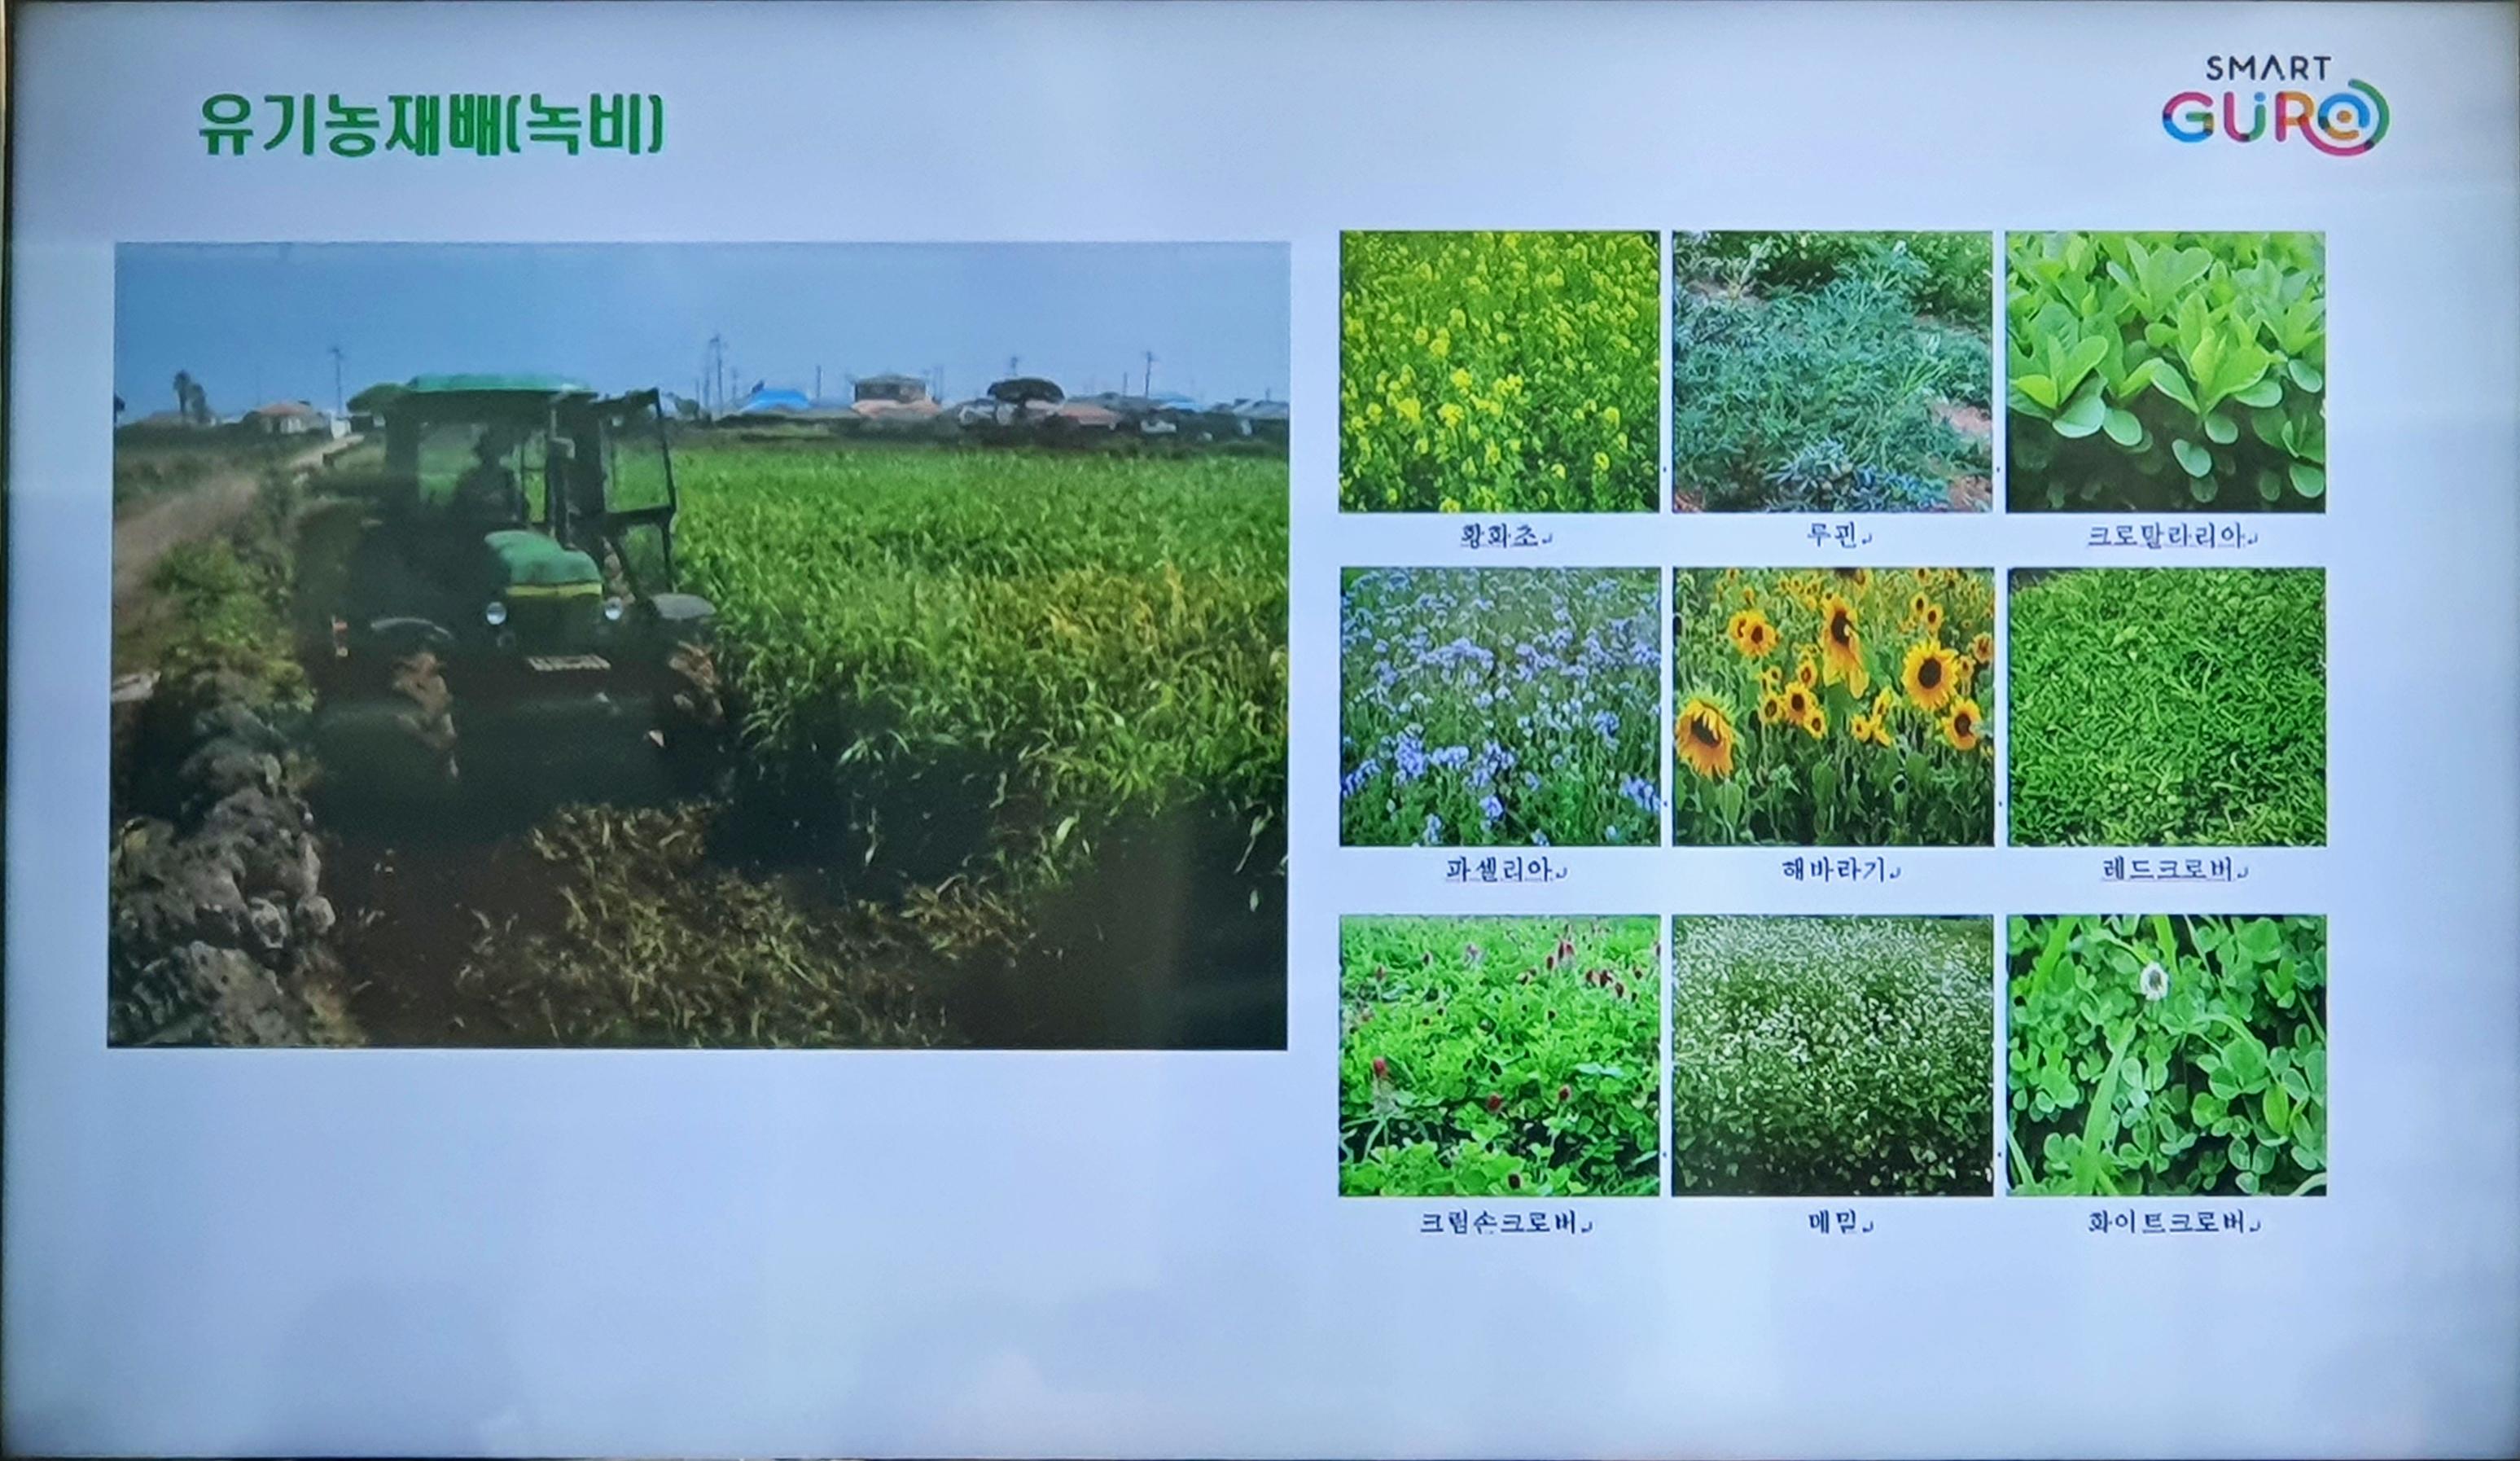 유기농재배(녹비)
SMART
GURO
황화초
루핀
크로탈라리아
파셀리아
해바라기
레드크로버
크림손크로버
메밀
화이트크로버